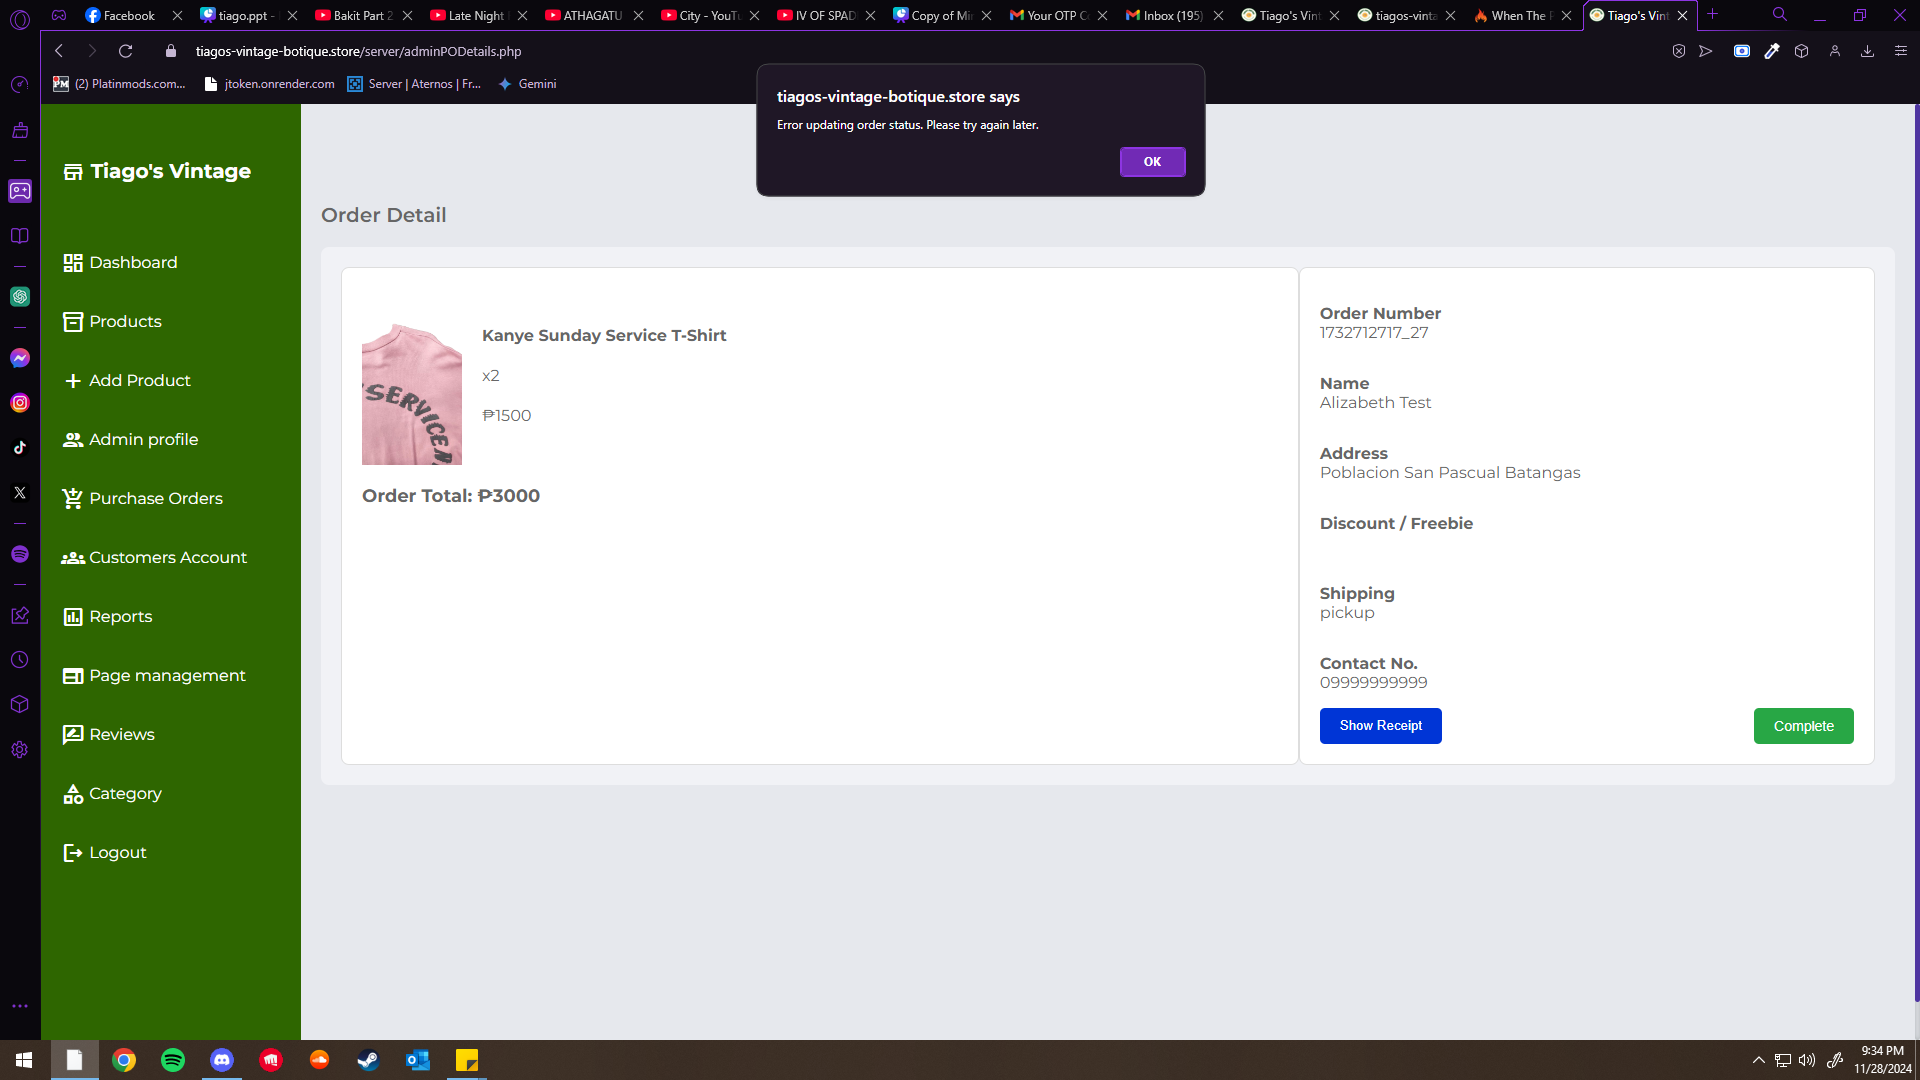 Facebook
tiago.ppt -
Bakit Part 2
Late Night
ATHAGATU
City - YouTu
IV OF SPAD
Copy of Mi
Your OTP C
Inbox (195)
Tiago's Vint
tiagos-vinta
When The
Tiago's Vint
tiagos-vintage-botique.store/server/adminPODetails.php
(2) Platinmods.com...
jtoken.onrender.com
Server | Aternos | Fr...
Gemini
tiagos-vintage-botique.store says
Error updating order status. Please try again later.
OK
Tiago's Vintage
Dashboard
Products
Add Product
Admin profile
Purchase Orders
Customers Account
Reports
Page management
Reviews
Category
Logout
Order Detail
SERVICE
Kanye Sunday Service T-Shirt
x2
₱1500
Order Total: ₱3000
Order Number
1732712717_27
Name
Alizabeth Test
Address
Poblacion San Pascual Batangas
Discount / Freebie
Shipping
pickup
Contact No.
09999999999
Show Receipt
Complete
9:34 PM
11/28/2024